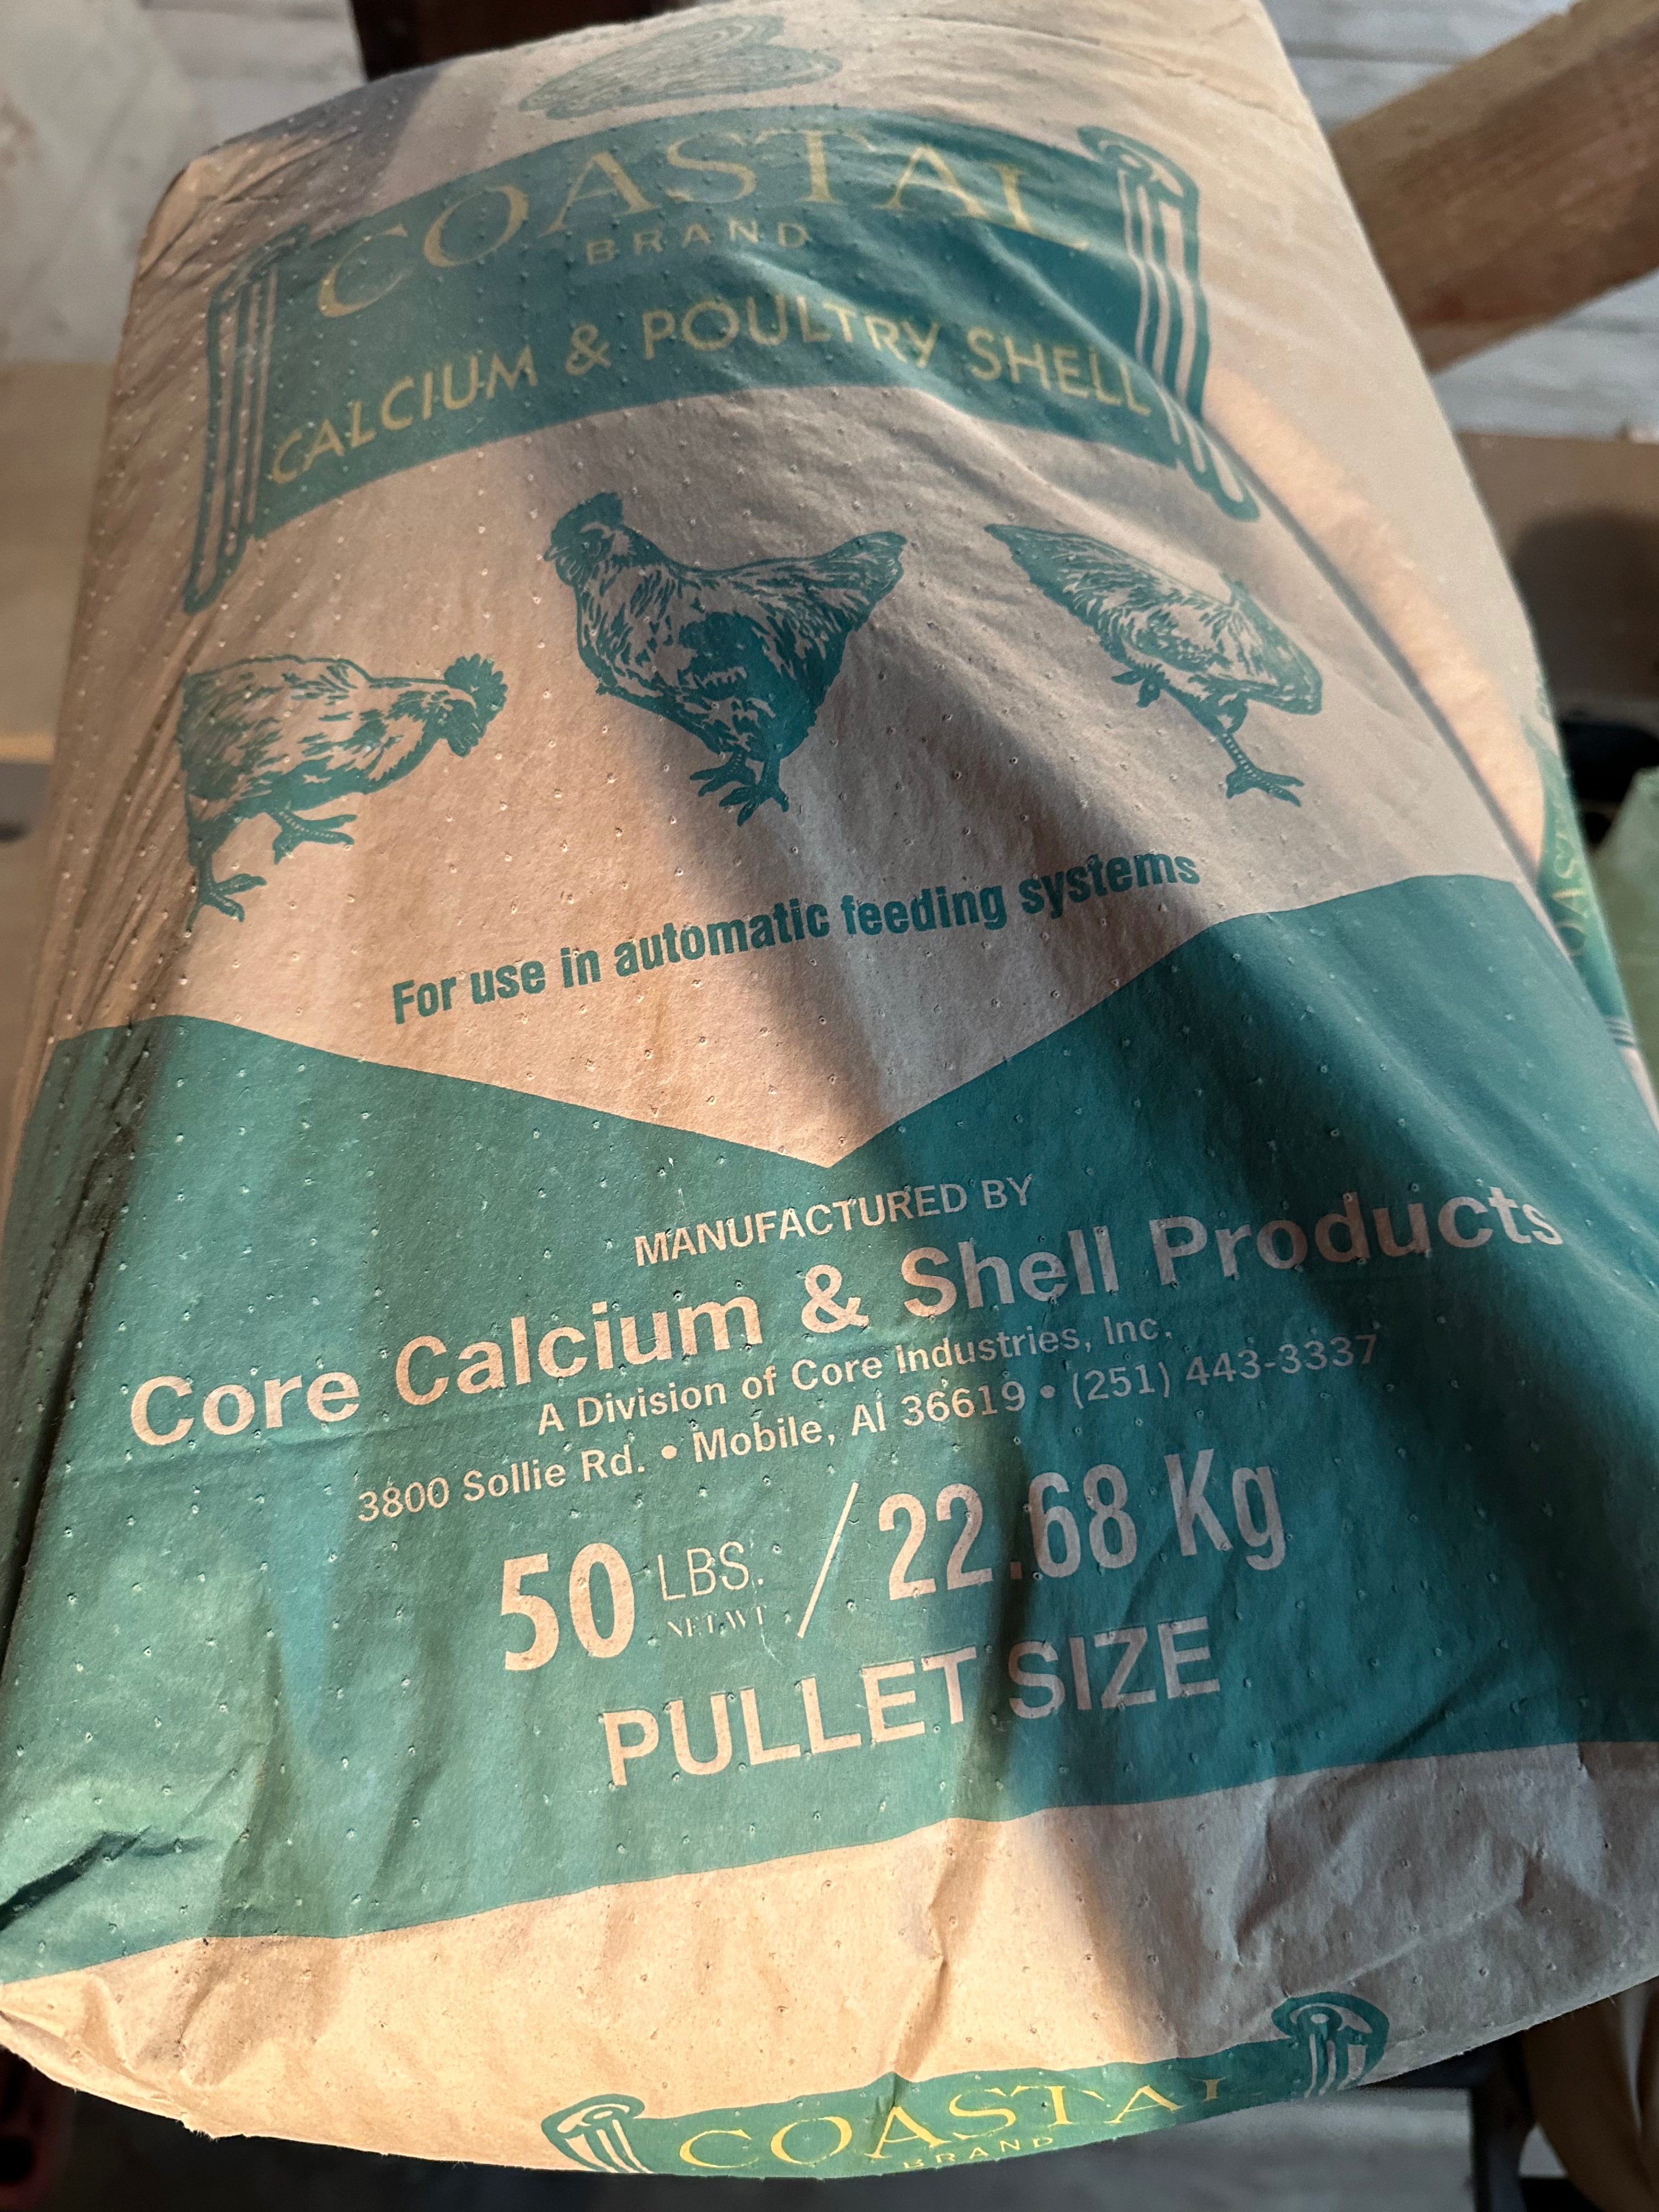 COASTAL
BRAND
CALCIUM & POULTRY SHELL
For use in automatic feeding systems
MANUFACTURED BY
Core Calcium & Shell Products
A Division of Core Industries, Inc.
3800 Sollie Rd. • Mobile, Al 36619 • (251) 443-3337
50 LBS. / 22.68 Kg
NET WT
PULLET SIZE
COASTAL
BRAND